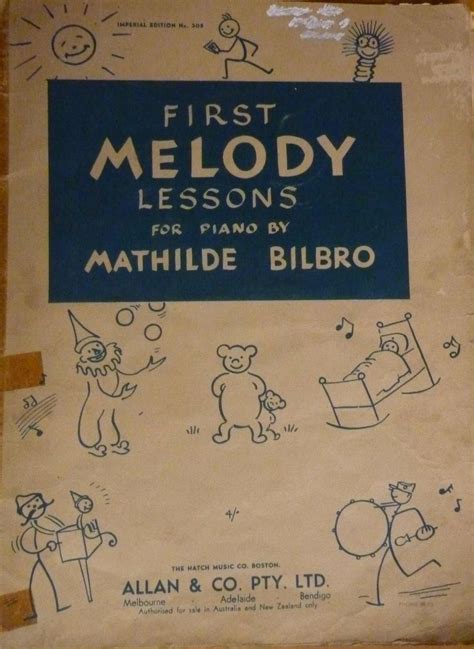 IMPERIAL EDITION No. 308
FIRST
MELODY
LESSONS
FOR PIANO BY
MATHILDE BILBRO
4/-
THE HATCH MUSIC CO. BOSTON.
ALLAN & CO. PTY. LTD.
Melbourne Adelaide Bendigo
Authorised for sale in Australia and New Zealand only